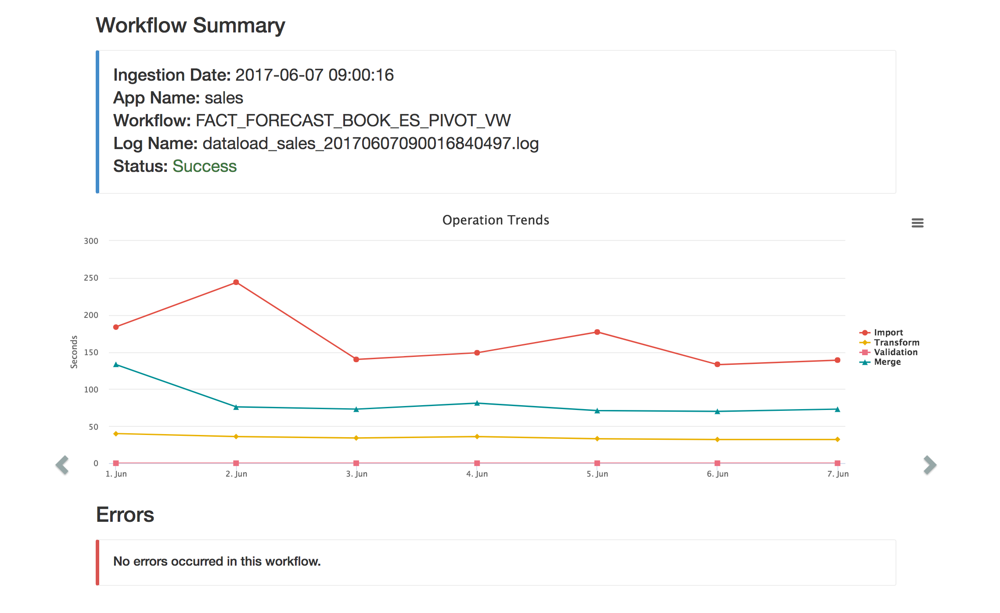 Workflow Summary
Ingestion Date: 2017-06-07 09:00:16
App Name: sales
Workflow: FACT_FORECAST_BOOK_ES_PIVOT_VW
Log Name: dataload_sales_20170607090016840497.log
Status: Success
Operation Trends
300
250
200
150
100
50
0
Seconds
1. Jun
2. Jun
3. Jun
4. Jun
5. Jun
6. Jun
7. Jun
Import
Transform
Validation
Merge
Errors
No errors occurred in this workflow.